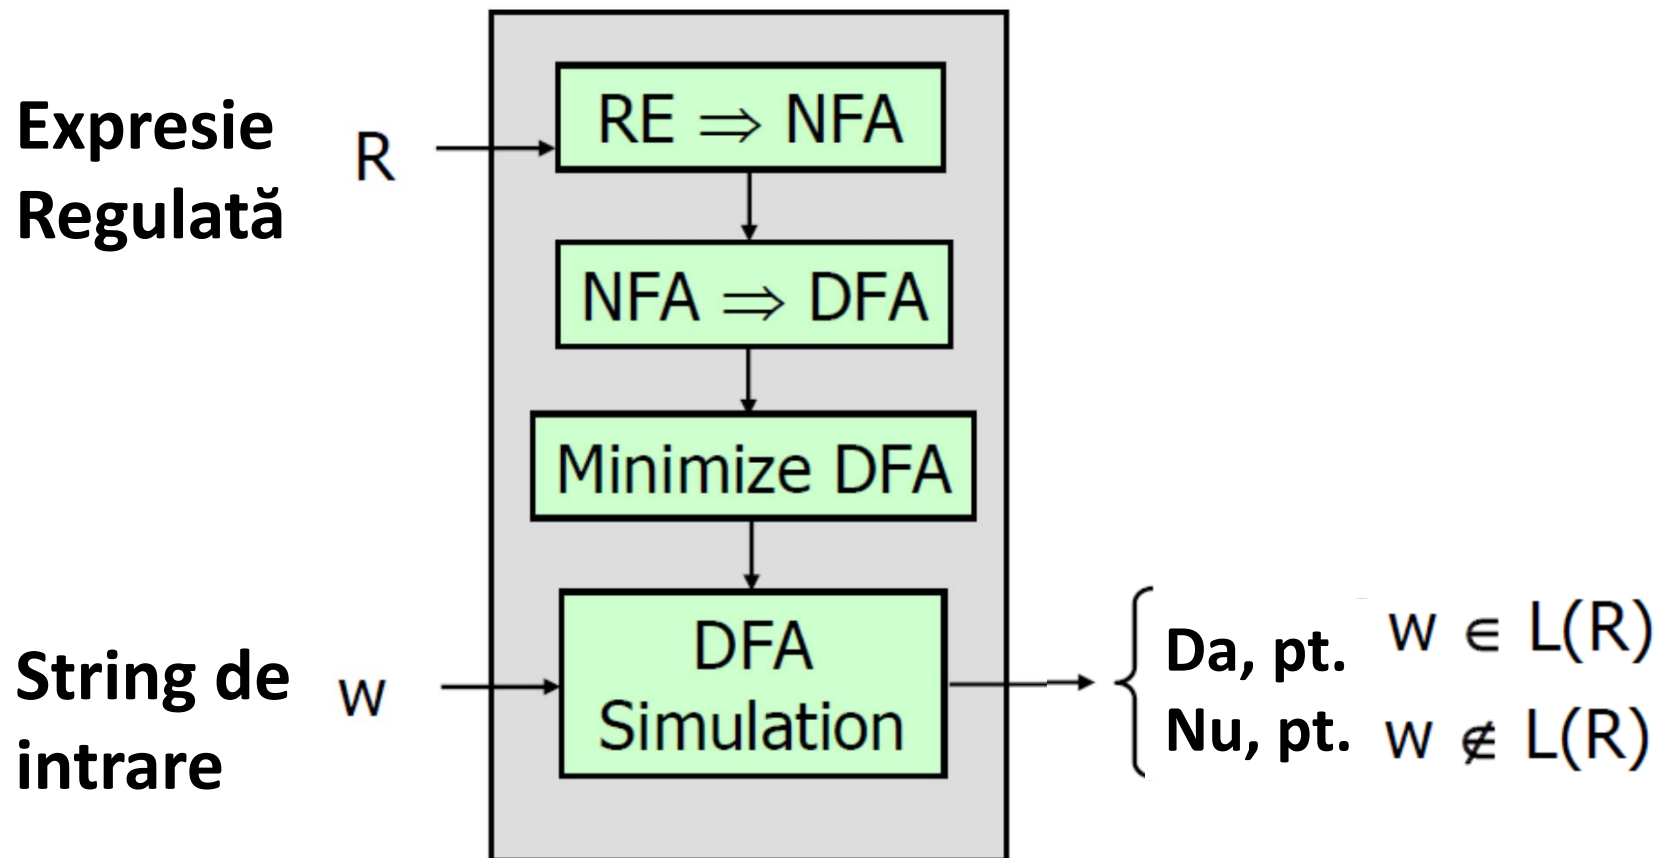 Expresie
Regulată
R
RE ⇒ NFA
NFA ⇒ DFA
Minimize DFA
String de
intrare
w
DFA
Simulation
Da, pt. w ∈ L(R)
Nu, pt. w ∉ L(R)